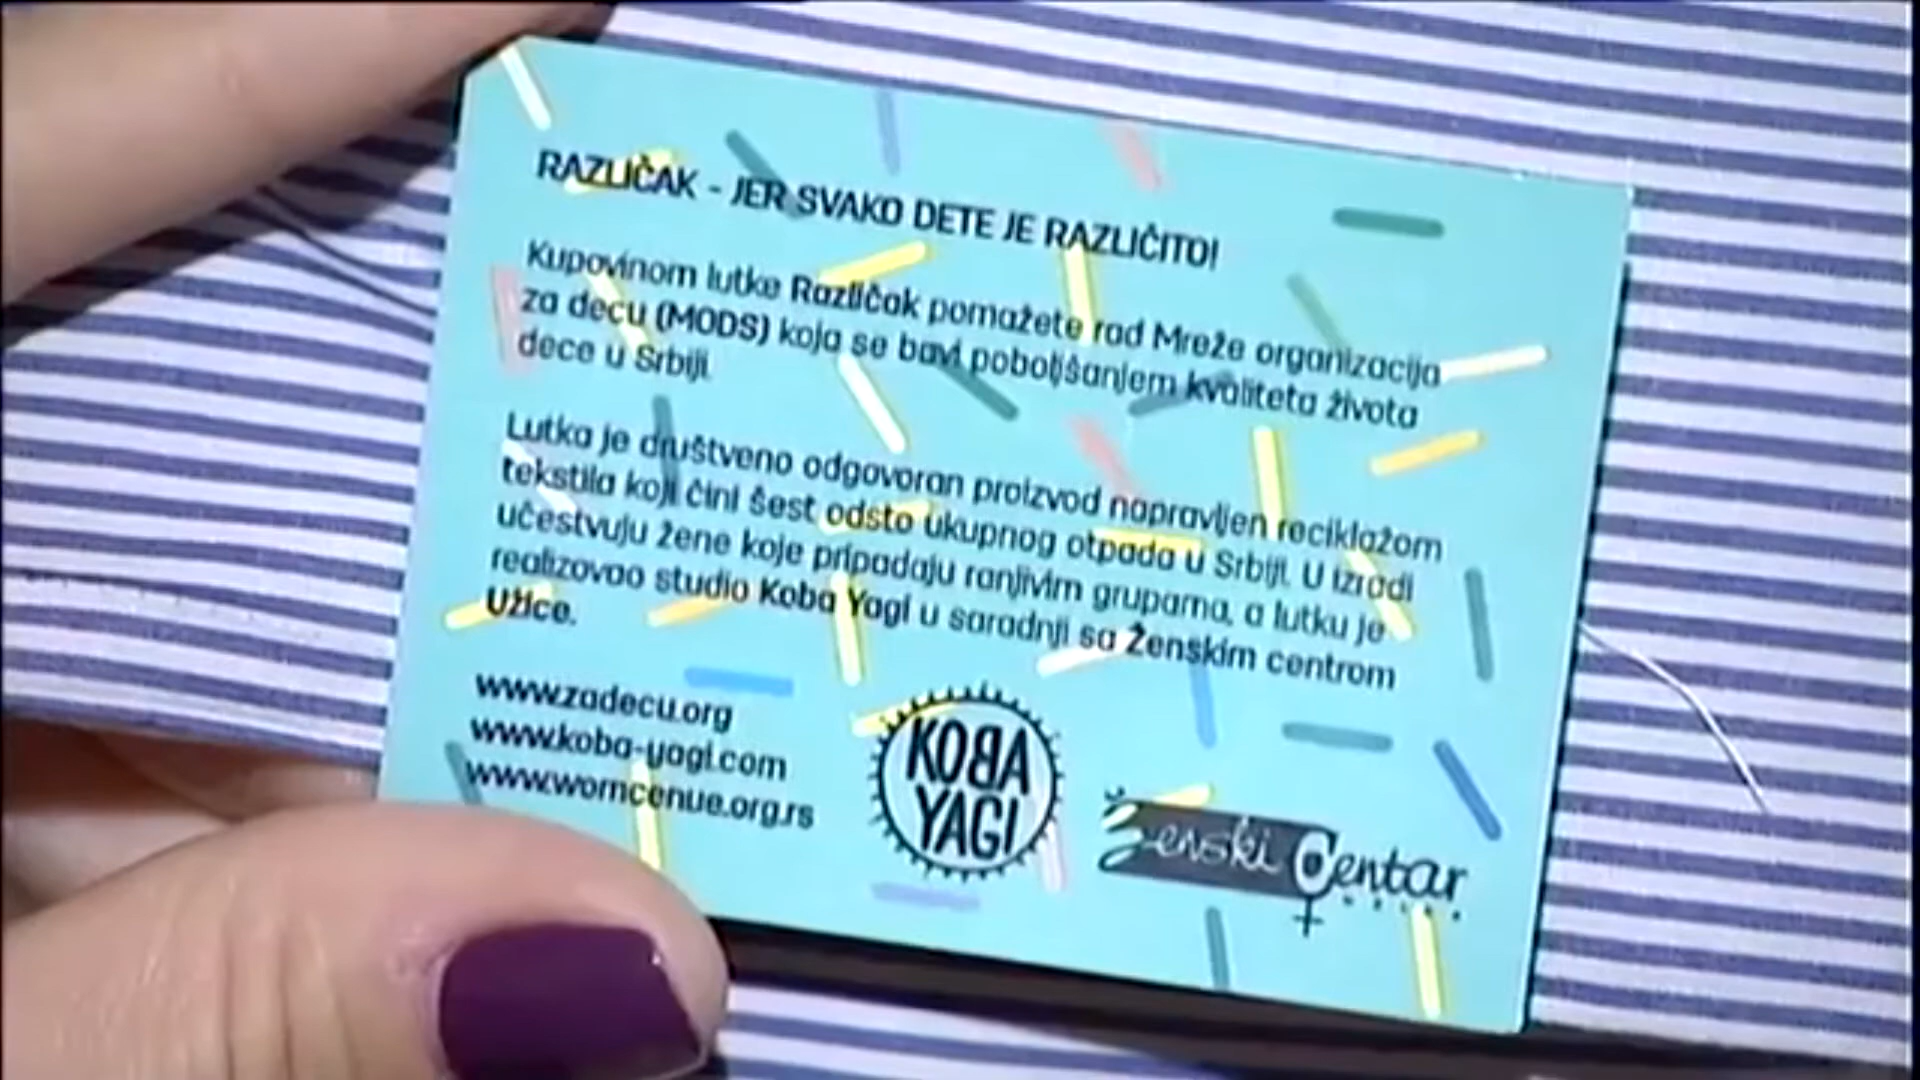 RAZLIČAK - JER SVAKO DETE JE RAZLIČITO!
Kupovinom lutke Različak pomažete rad Mreže organizacija
za decu (MODS) koja se bavi poboljšanjem kvaliteta života
dece u Srbiji.
Lutka je društveno odgovoran proizvod napravljen reciklažom
tekstila koji čini šest odsto ukupnog otpada u Srbiji. U izradi
učestvuju žene koje pripadaju ranjivim grupama, a lutku je
realizovao studio Koba Yagi u saradnji sa Ženskim centrom
Užice.
www.zadecu.org
www.koba-yagi.com
www.womcenue.org.rs
KOBA
YAGI
Ženski Centar